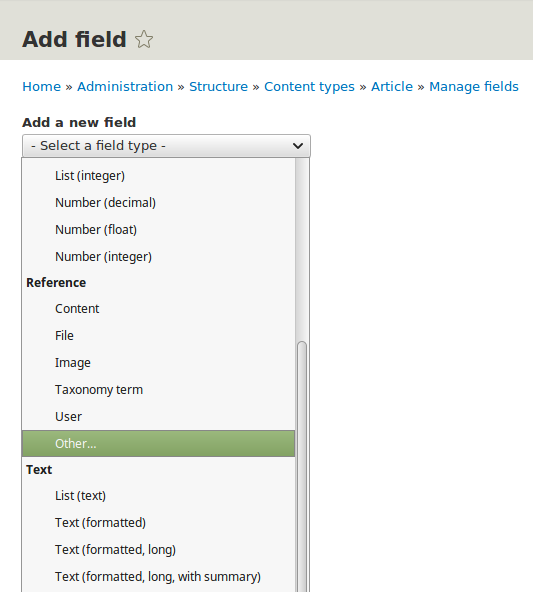 Add field
Home » Administration » Structure » Content types » Article » Manage fields
Add a new field
- Select a field type -
List (integer)
Number (decimal)
Number (float)
Number (integer)
Reference
Content
File
Image
Taxonomy term
User
Other...
Text
List (text)
Text (formatted)
Text (formatted, long)
Text (formatted, long, with summary)